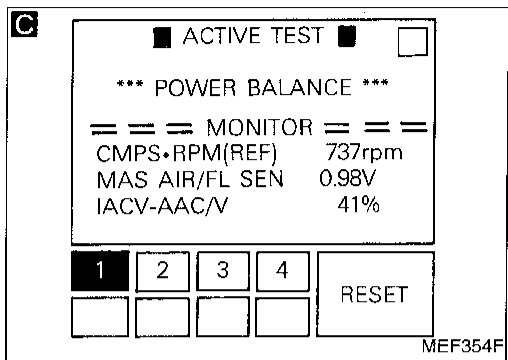 C
■ ACTIVE TEST ■
*** POWER BALANCE ***
= = = MONITOR = = =
CMPS•RPM(REF) 737rpm
MAS AIR/FL SEN 0.98V
IACV-AAC/V 41%
1 2 3 4 RESET
MEF354F